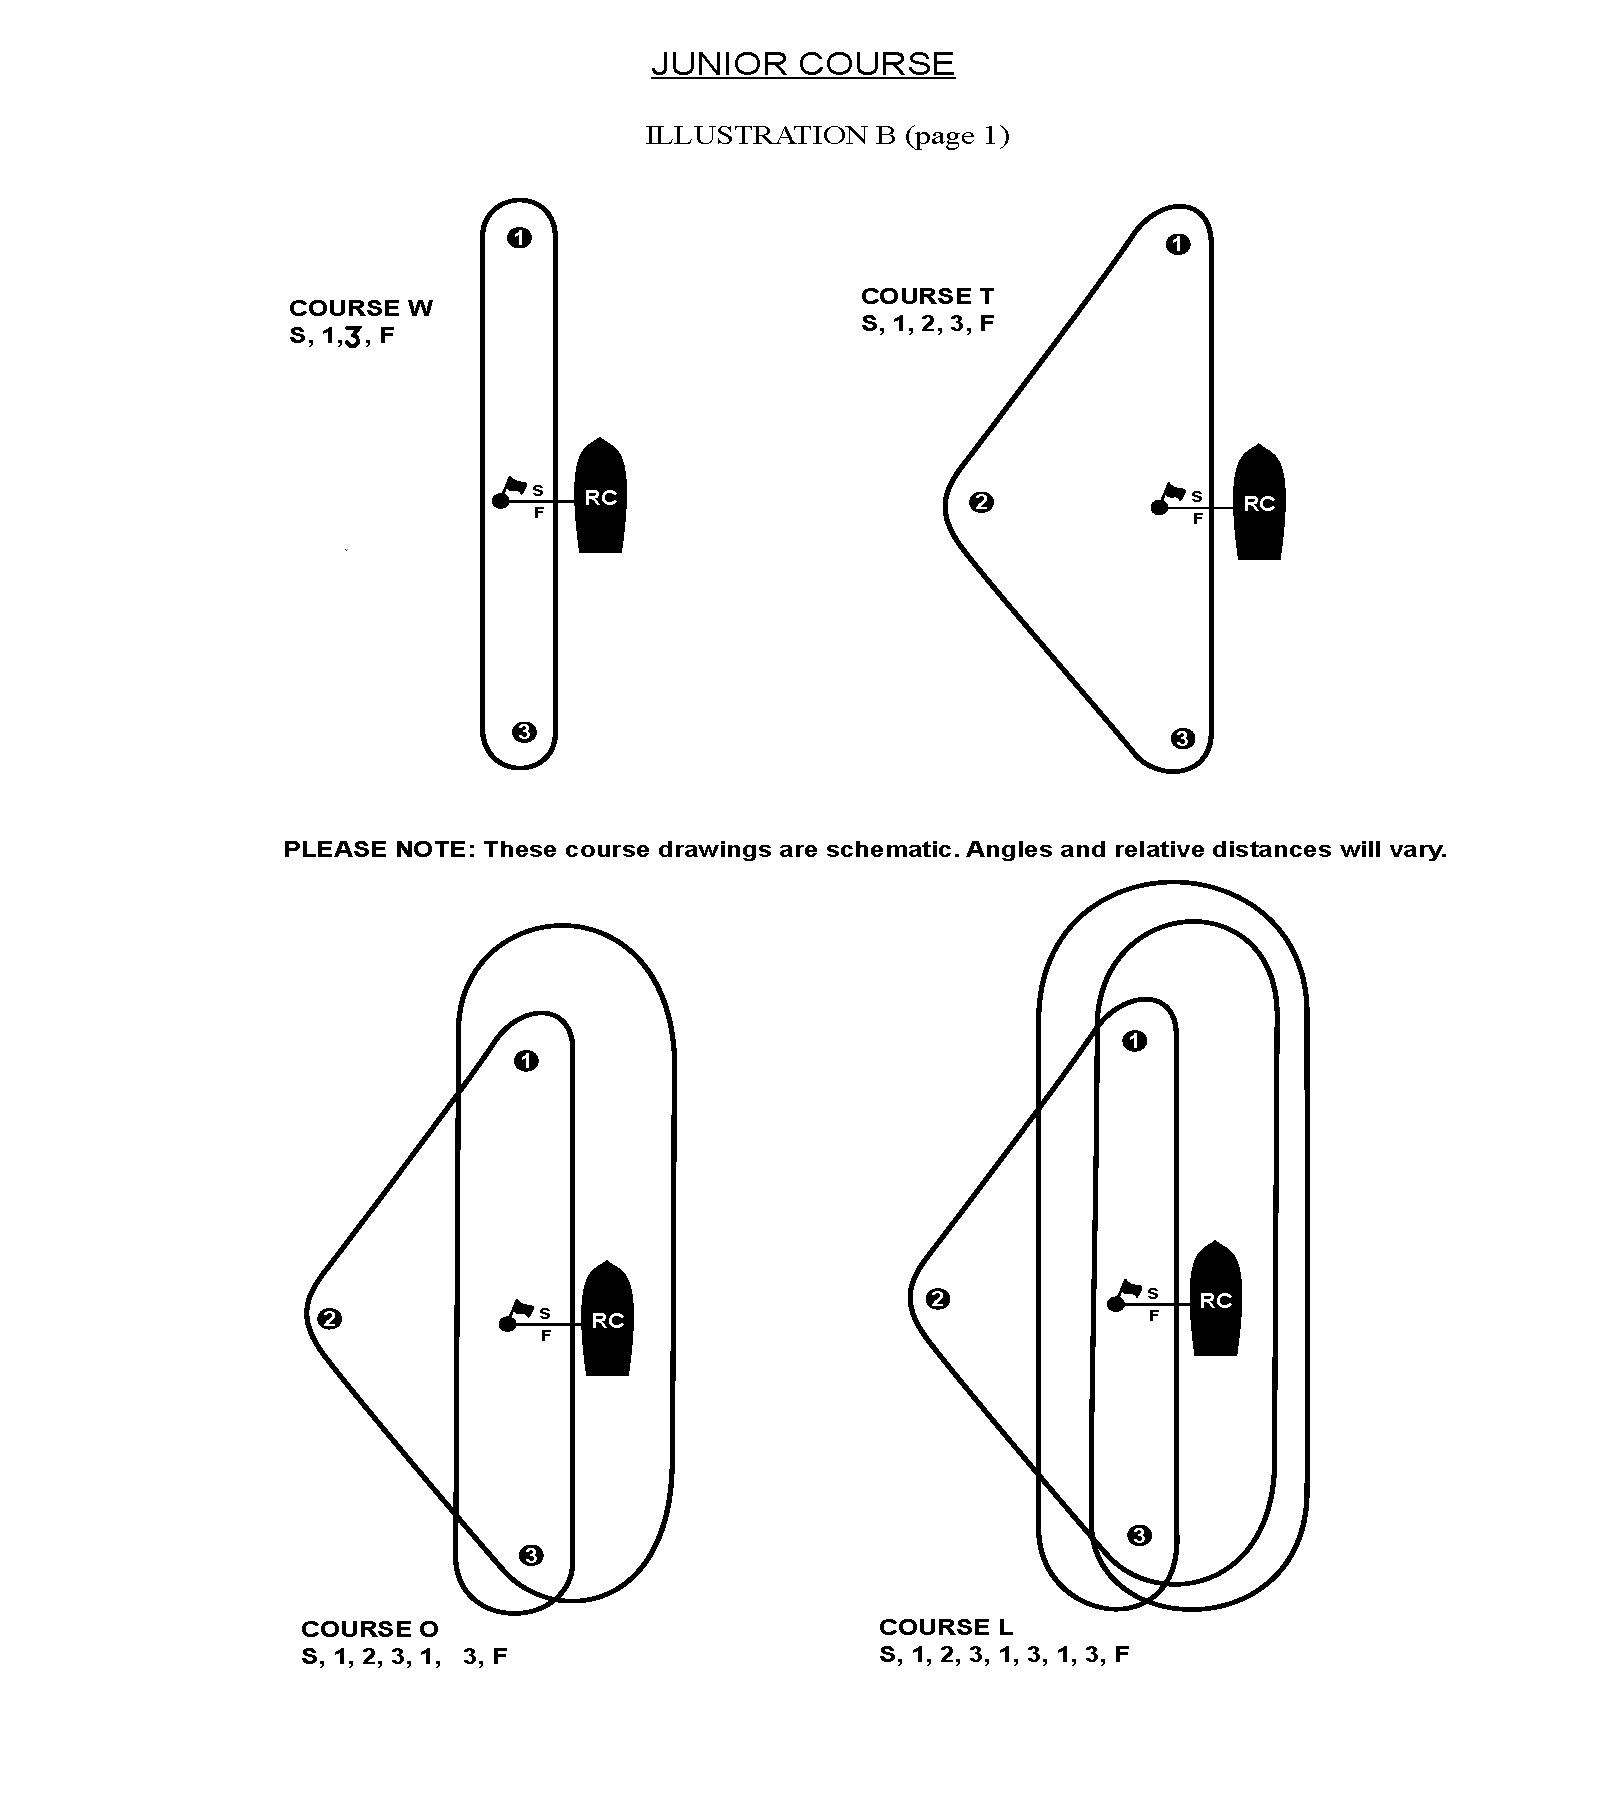 JUNIOR COURSE
ILLUSTRATION B (page 1)
COURSE W
S, 1,3, F
1
S
F
RC
3
COURSE T
S, 1, 2, 3, F
1
2
S
F
RC
3
PLEASE NOTE: These course drawings are schematic. Angles and relative distances will vary.
1
2
S
F
RC
3
COURSE O
S, 1, 2, 3, 1, 3, F
1
2
S
F
RC
3
COURSE L
S, 1, 2, 3, 1, 3, 1, 3, F